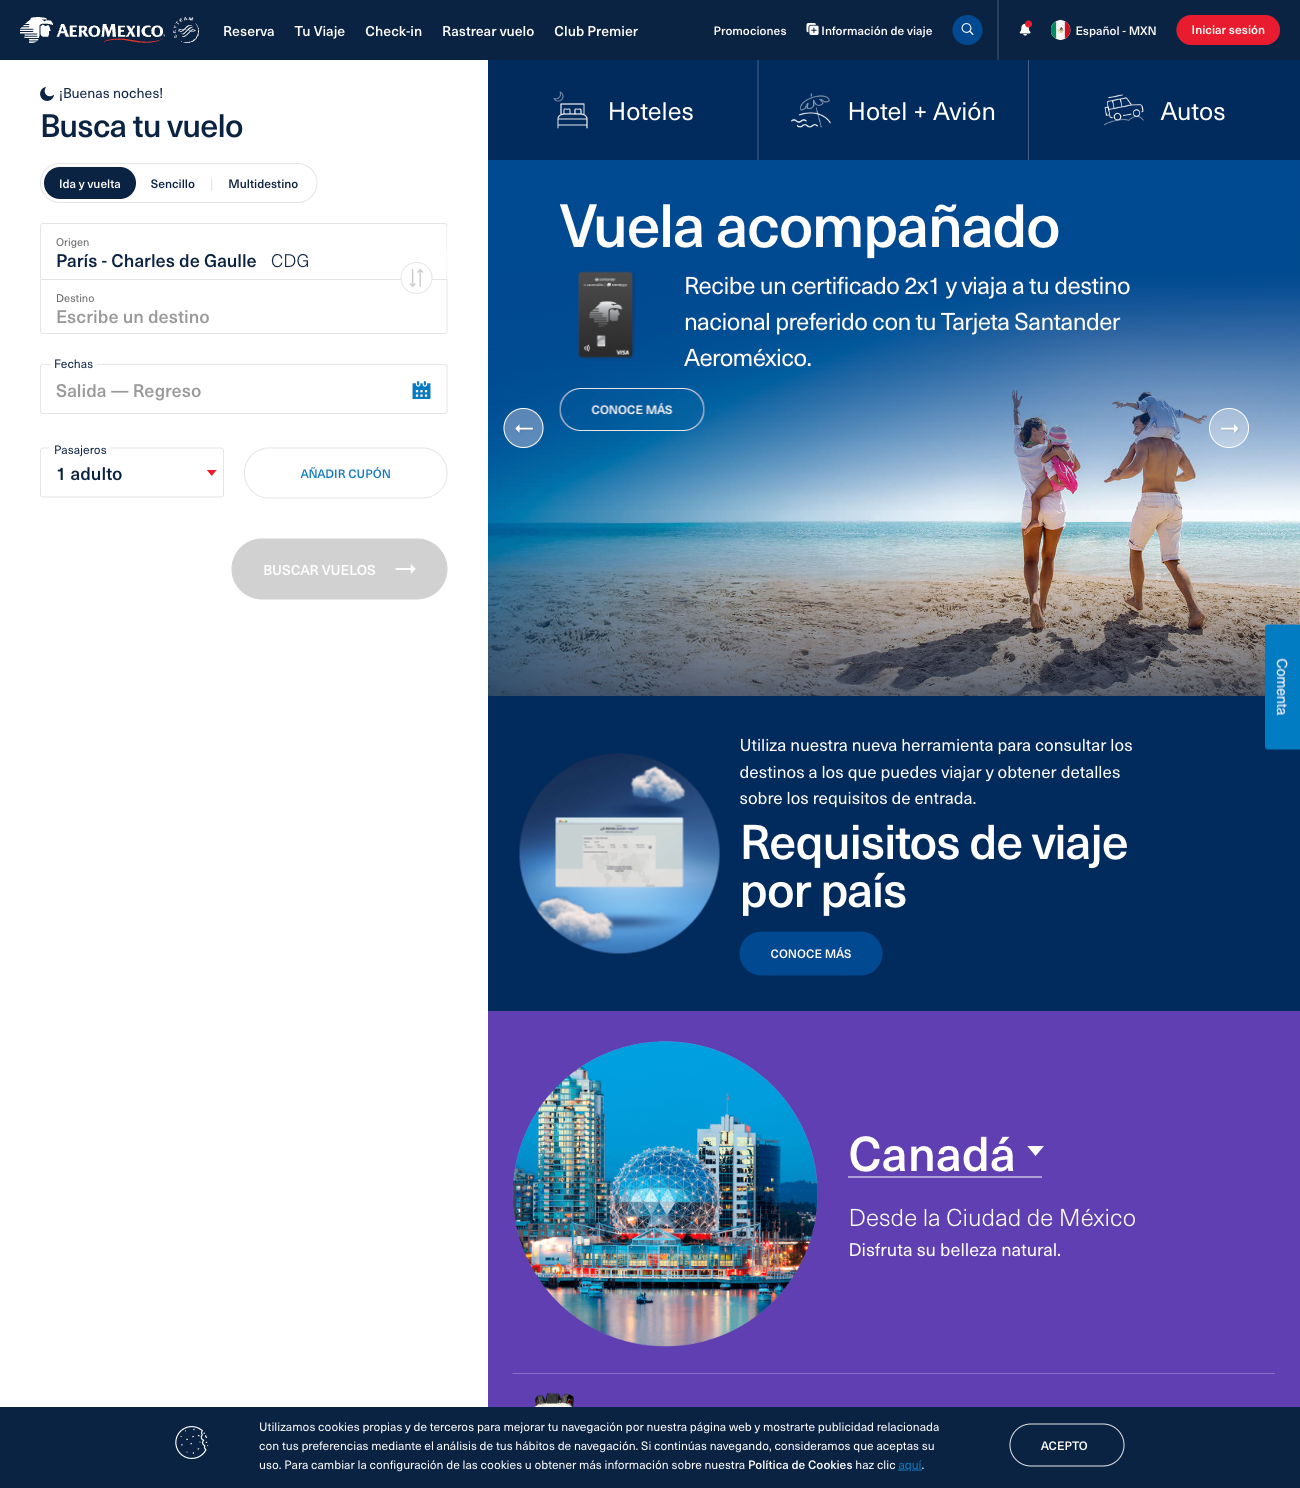 AEROMEXICO
Reserva
Tu Viaje
Check-in
Rastrear vuelo
Club Premier
Promociones
Información de viaje
Español - MXN
Iniciar sesión
¡Buenas noches!
Busca tu vuelo
Ida y vuelta
Sencillo
Multidestino
Origen
París - Charles de Gaulle CDG
Destino
Escribe un destino
Fechas
Salida — Regreso
Pasajeros
1 adulto
AÑADIR CUPÓN
BUSCAR VUELOS
Hoteles
Hotel + Avión
Autos
Vuela acompañado
Recibe un certificado 2x1 y viaja a tu destino
nacional preferido con tu Tarjeta Santander
Aeroméxico.
VISA
CONOCE MÁS
Comenta
Utiliza nuestra nueva herramienta para consultar los
destinos a los que puedes viajar y obtener detalles
sobre los requisitos de entrada.
Requisitos de viaje
por país
CONOCE MÁS
Canadá
Desde la Ciudad de México
Disfruta su belleza natural.
Utilizamos cookies propias y de terceros para mejorar tu navegación por nuestra página web y mostrarte publicidad relacionada
con tus preferencias mediante el análisis de tus hábitos de navegación. Si continúas navegando, consideramos que aceptas su
uso. Para cambiar la configuración de las cookies u obtener más información sobre nuestra Política de Cookies haz clic aquí.
ACEPTO